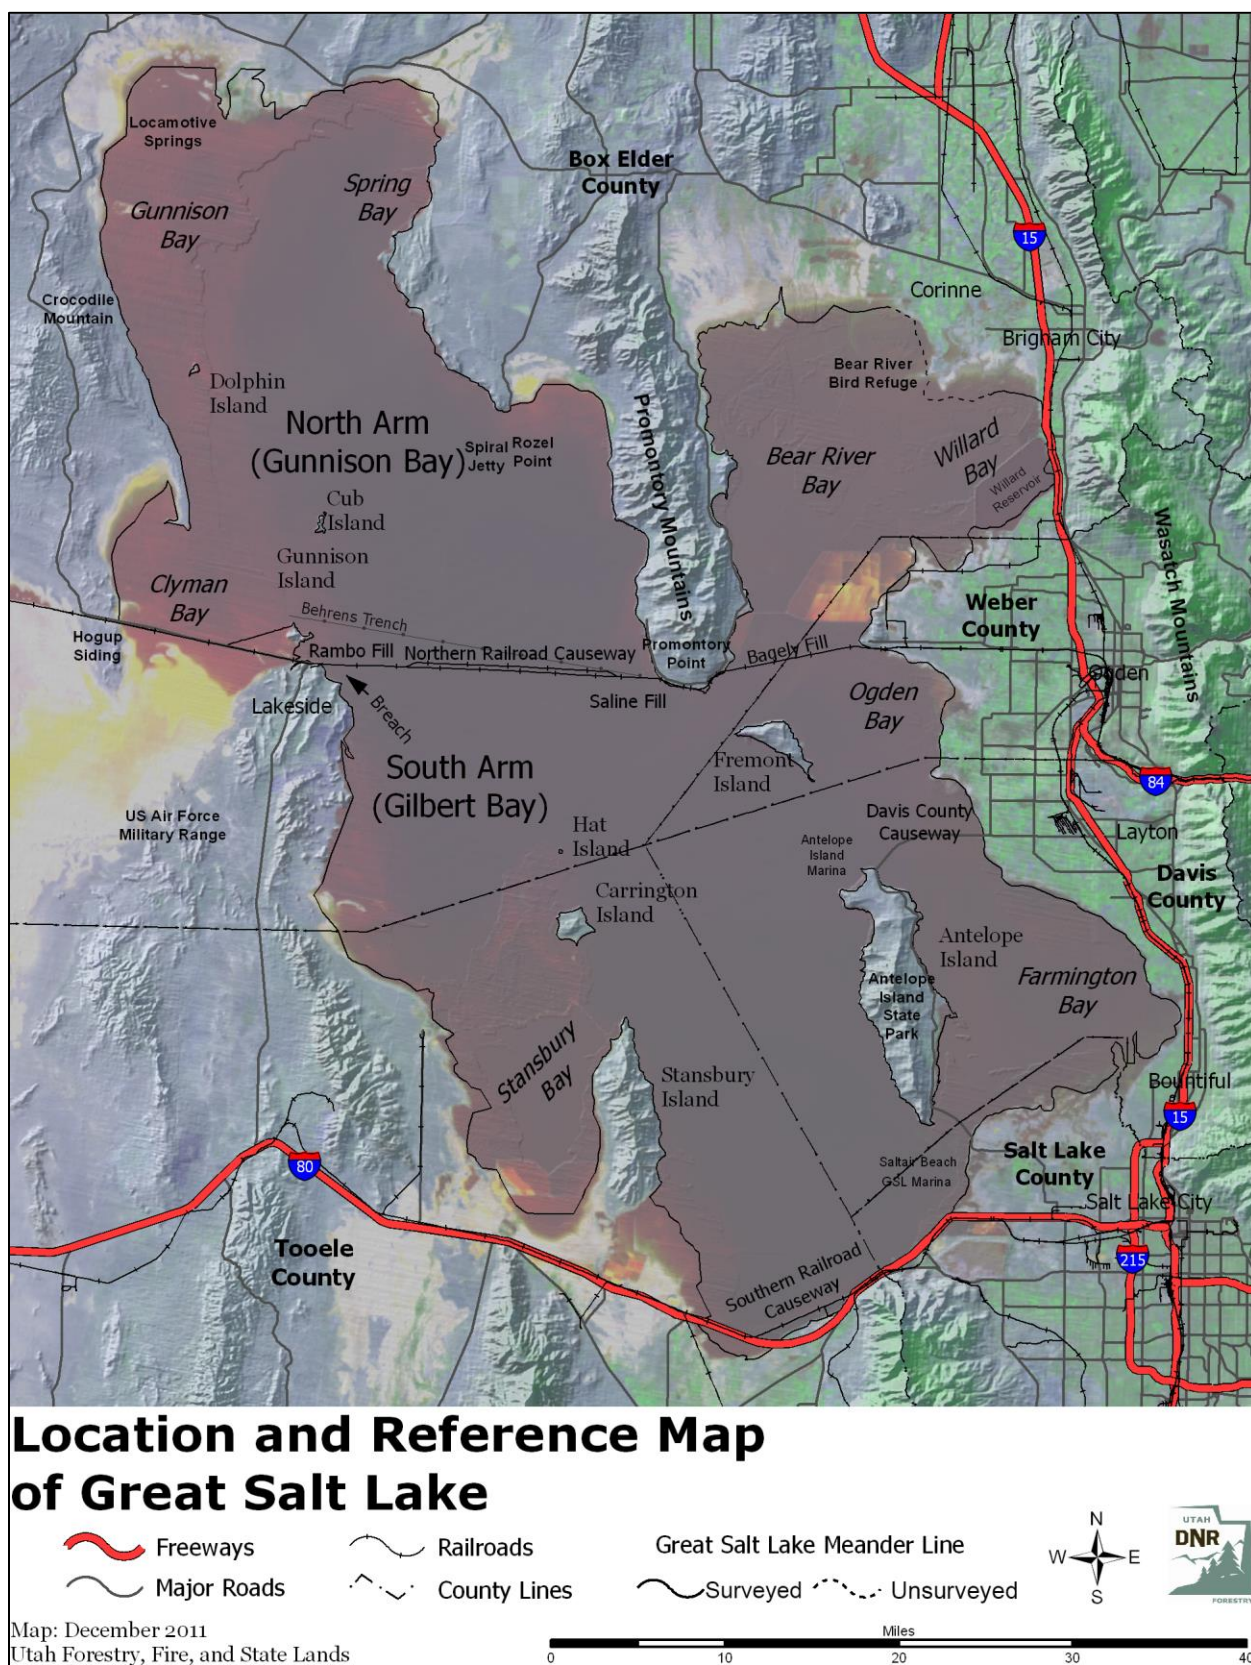 Locamotive
Springs
Gunnison
Bay
Spring
Bay
Box Elder
County
15
Crocodile
Mountain
Corinne
Brigham City
Bear River
Bird Refuge
Dolphin
Island
North Arm
(Gunnison Bay)
Spiral
Jetty
Rozel
Point
Promontory Mountains
Bear River
Bay
Willard
Bay
Willard
Reservoir
Cub
Island
Gunnison
Island
Wasatch Mountains
Clyman
Bay
Behrens Trench
Weber
County
Hogup
Siding
Rambo Fill
Northern Railroad Causeway
Promontory
Point
Bagely Fill
Ogden
Lakeside
Breach
Saline Fill
Ogden
Bay
South Arm
(Gilbert Bay)
Fremont
Island
84
US Air Force
Military Range
Hat
Island
Davis County
Causeway
Layton
Antelope
Island
Marina
Davis
County
Carrington
Island
Antelope
Island
Farmington
Bay
Antelope
Island
State
Park
Stansbury
Bay
Stansbury
Island
Bountiful
15
Saltair Beach
GSL Marina
Salt Lake
County
80
Salt Lake City
Tooele
County
Southern Railroad
Causeway
215
Location and Reference Map
of Great Salt Lake
Freeways
Railroads
Great Salt Lake Meander Line
Major Roads
County Lines
Surveyed
Unsurveyed
N
W
E
S
UTAH
DNR
FORESTRY
Map: December 2011
Utah Forestry, Fire, and State Lands
Miles
0 10 20 30 40